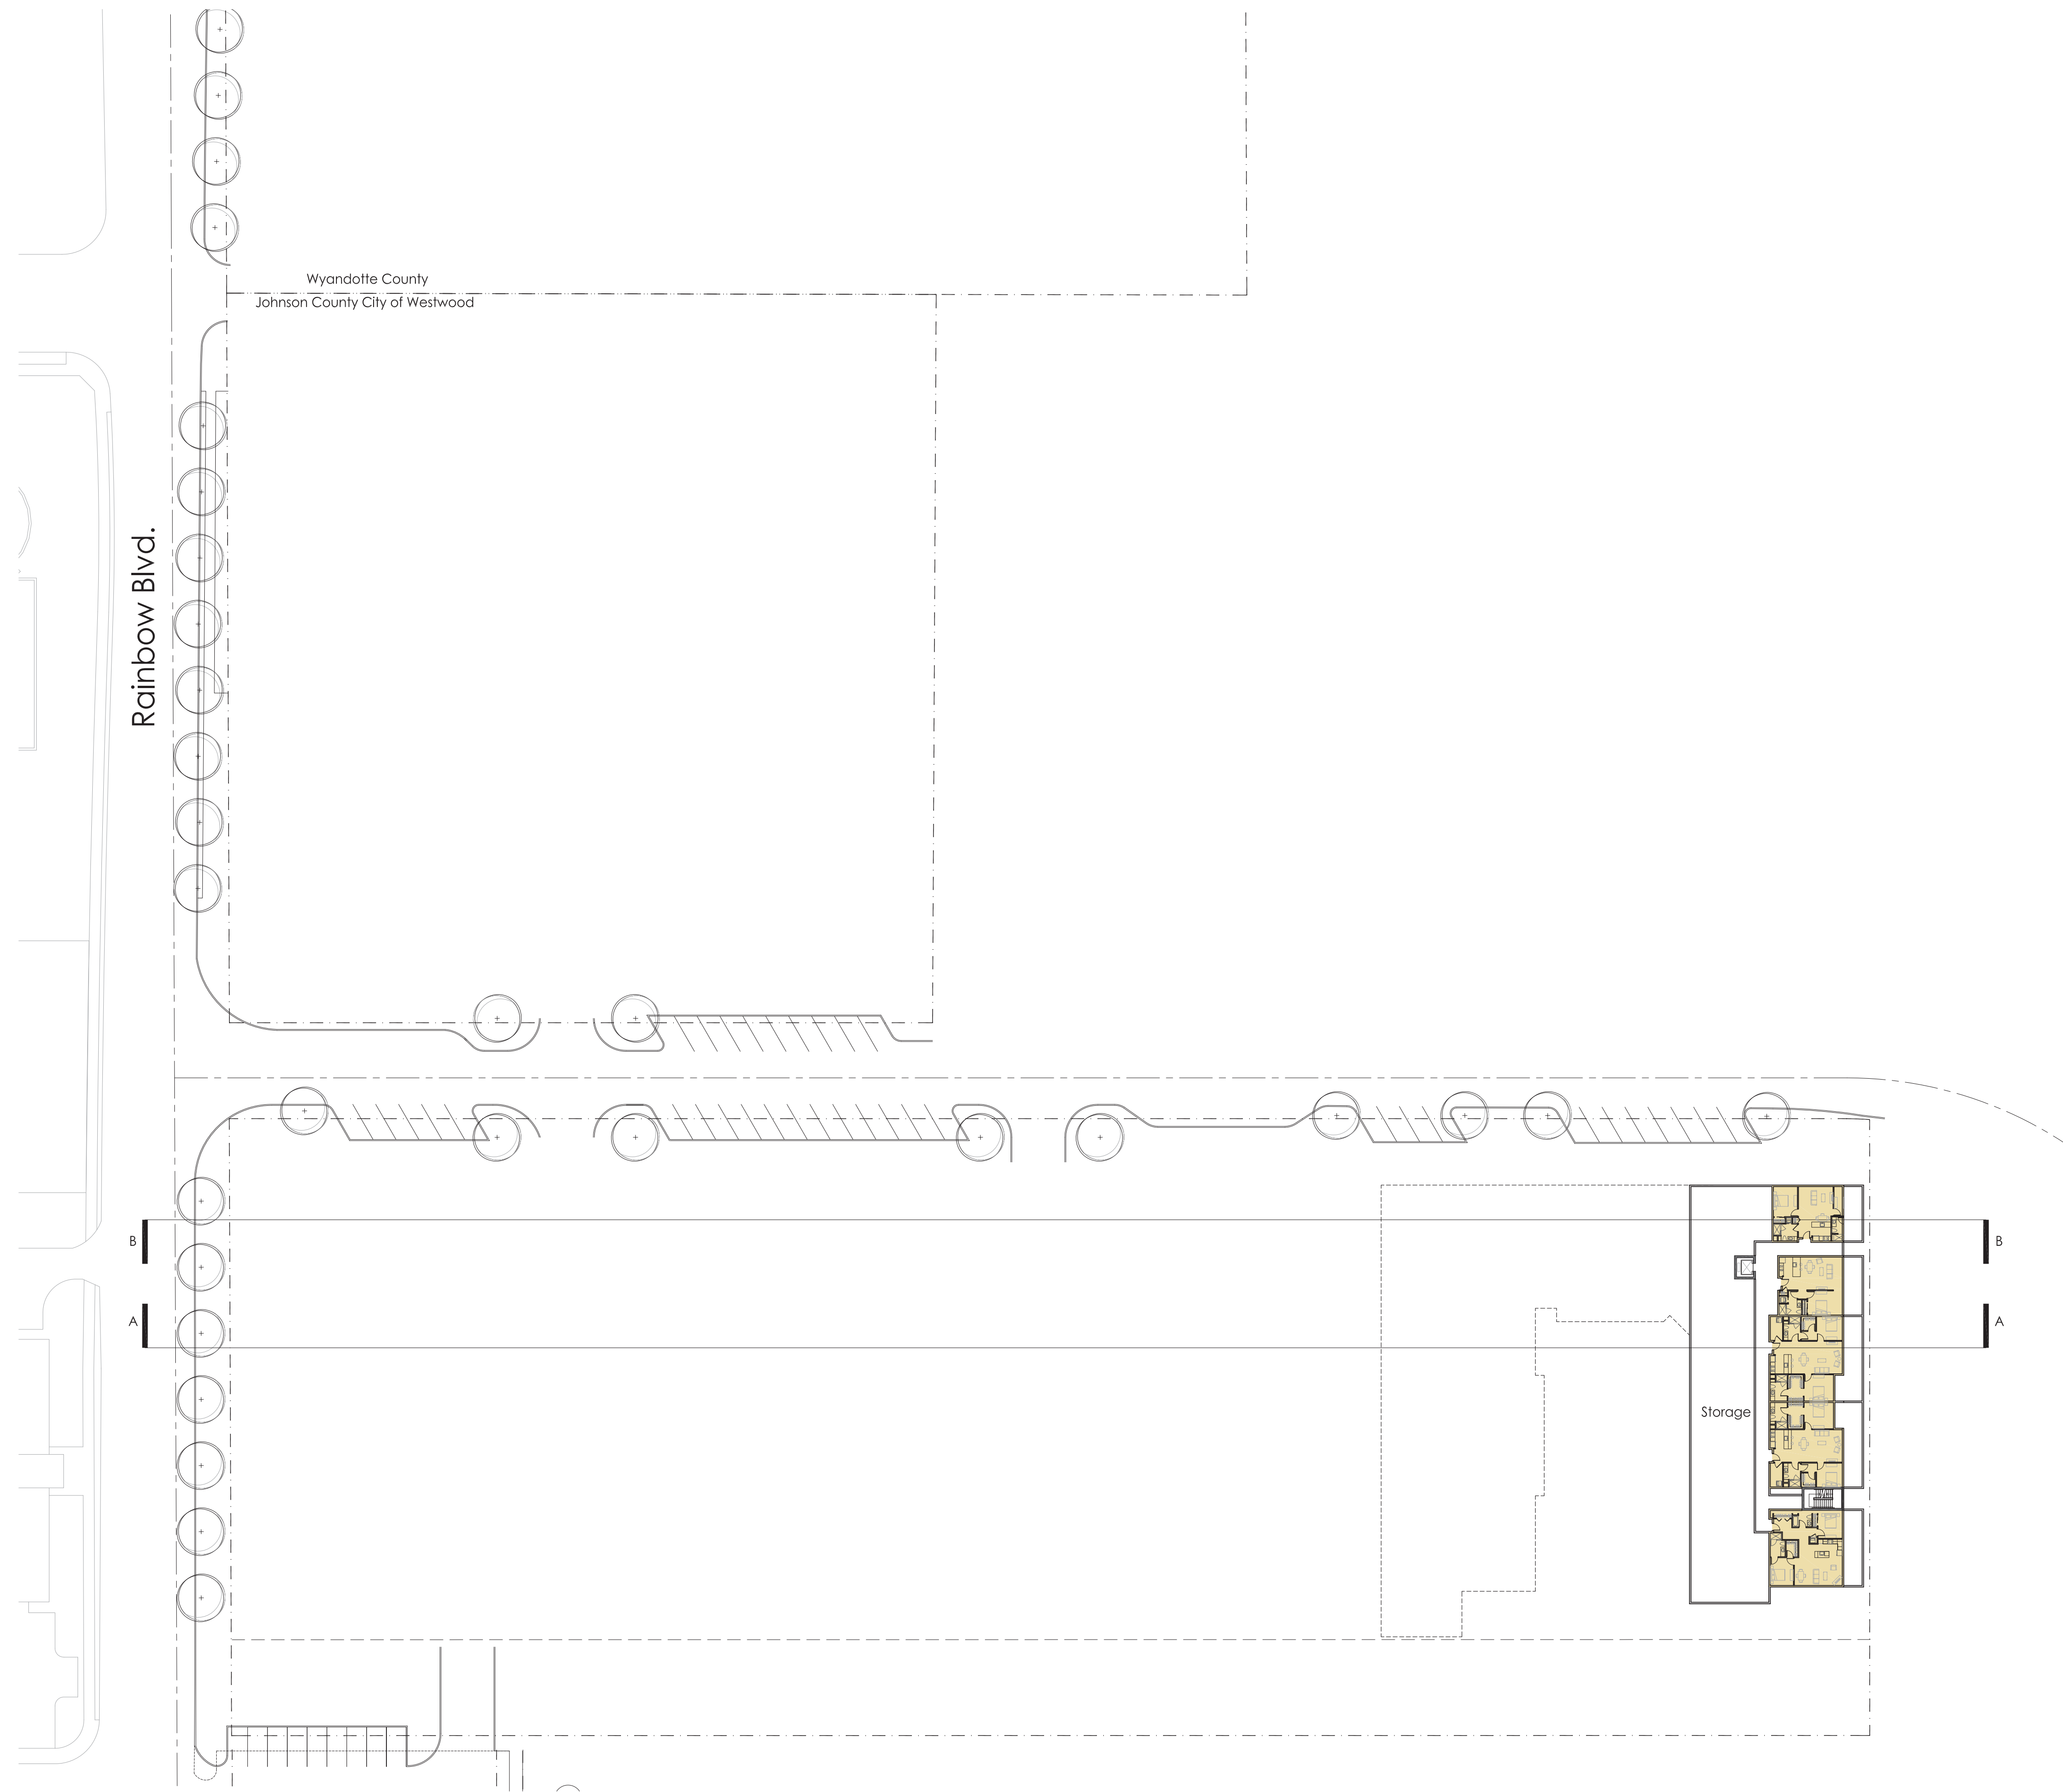 Wyandotte County
Johnson County City of Westwood
Rainbow Blvd.
B
B
A
A
Storage